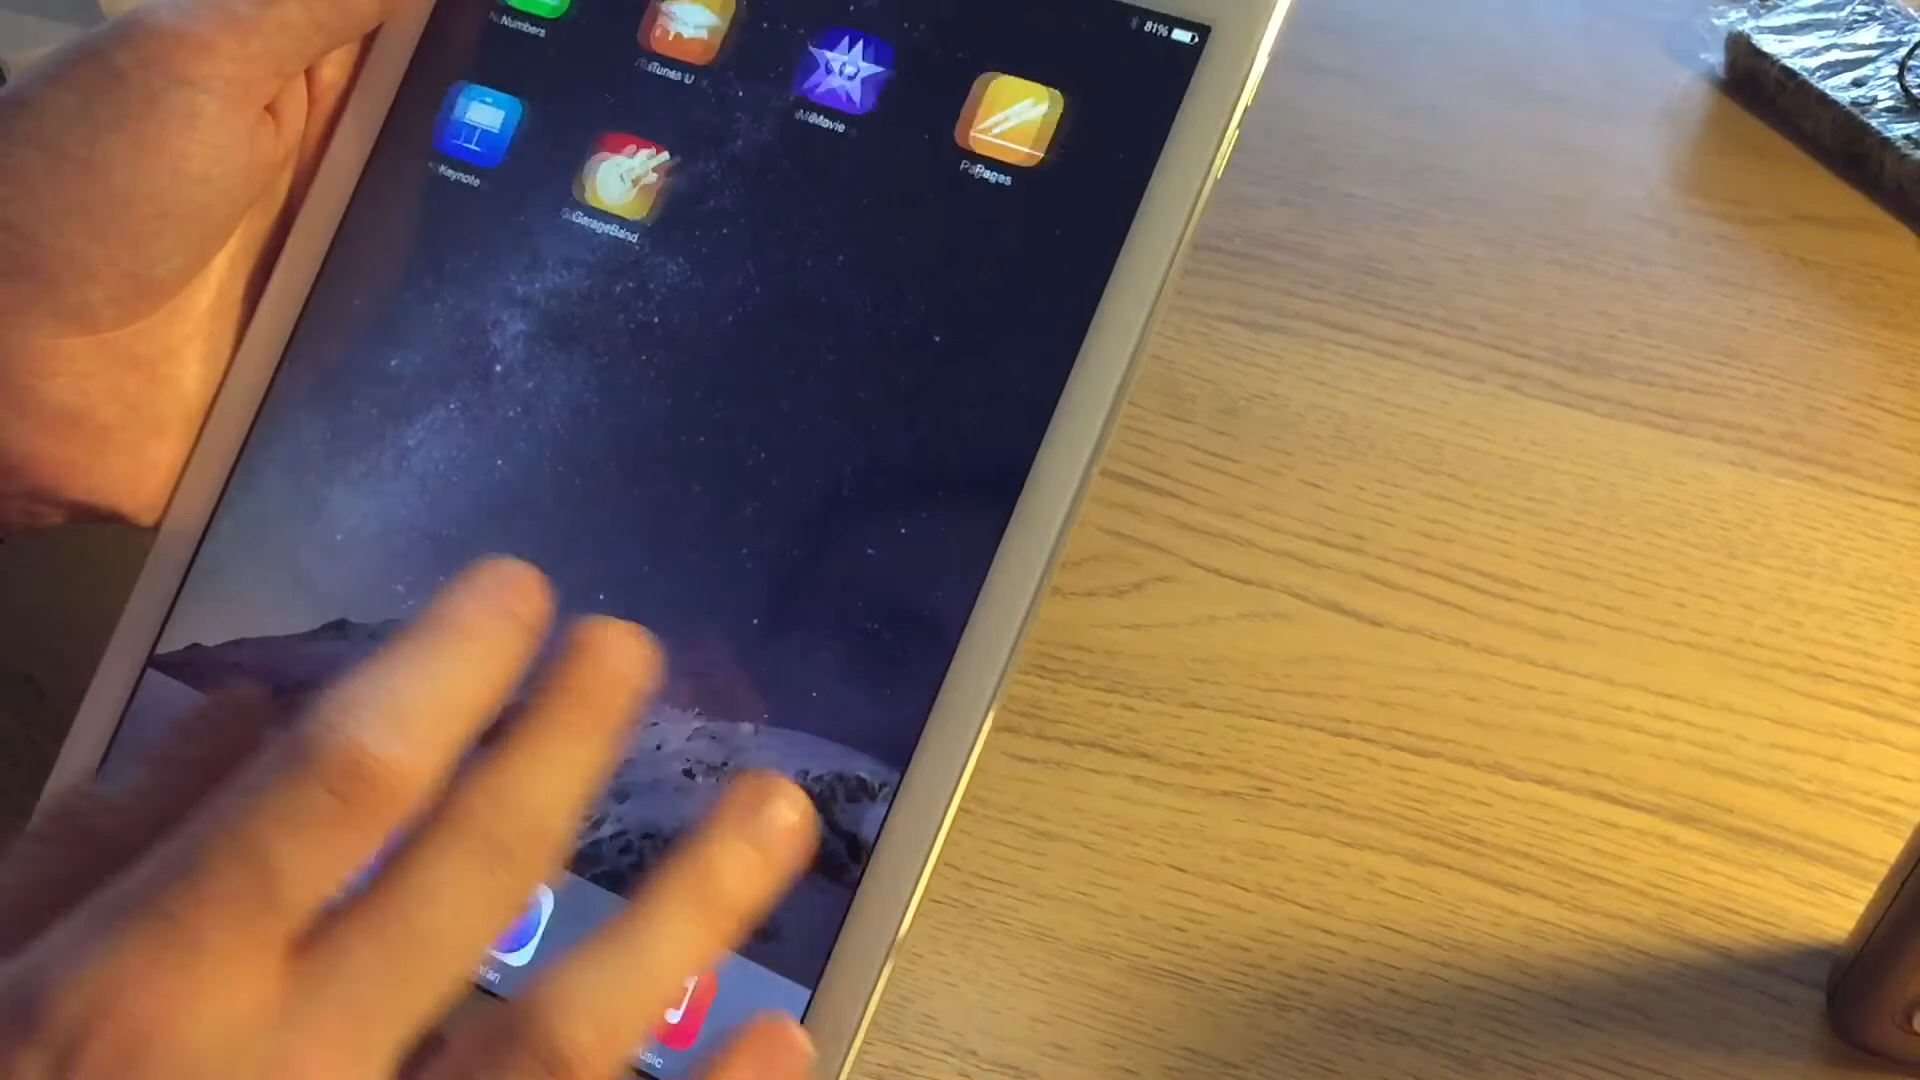 81%
Numbers
iTunes U
iMovie
Pages
Keynote
GarageBand